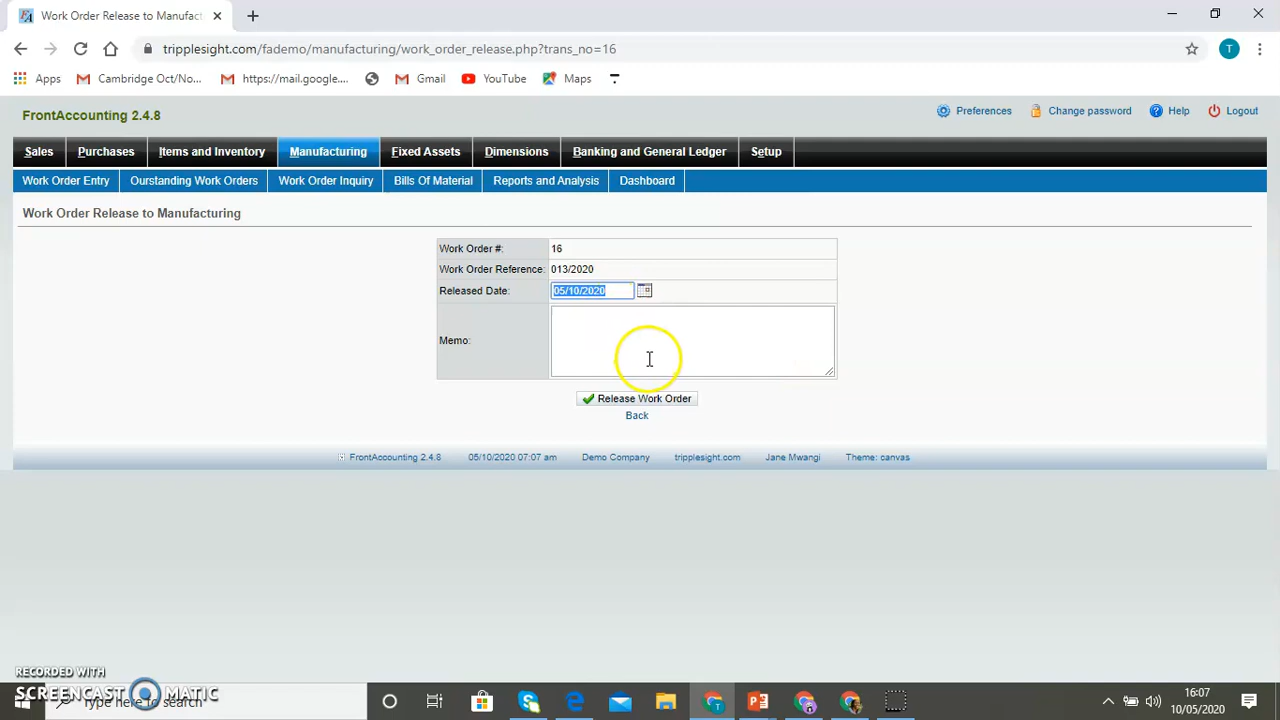 Work Order Release to Manufact
tripplesight.com/fademo/manufacturing/work_order_release.php?trans_no=16
T
Apps
Cambridge Oct/No...
https://mail.google....
Gmail
YouTube
Maps
FrontAccounting 2.4.8
Preferences
Change password
Help
Logout
Sales
Purchases
Items and Inventory
Manufacturing
Fixed Assets
Dimensions
Banking and General Ledger
Setup
Work Order Entry
Ourstanding Work Orders
Work Order Inquiry
Bills Of Material
Reports and Analysis
Dashboard
Work Order Release to Manufacturing
Work Order #: 16
Work Order Reference: 013/2020
Released Date: 05/10/2020
Memo:
Release Work Order
Back
FrontAccounting 2.4.8
05/10/2020 07:07 am
Demo Company
tripplesight.com
Jane Mwangi
Theme: canvas
RECORDED WITH
SCREENCAST MATIC
Type here to search
16:07
10/05/2020